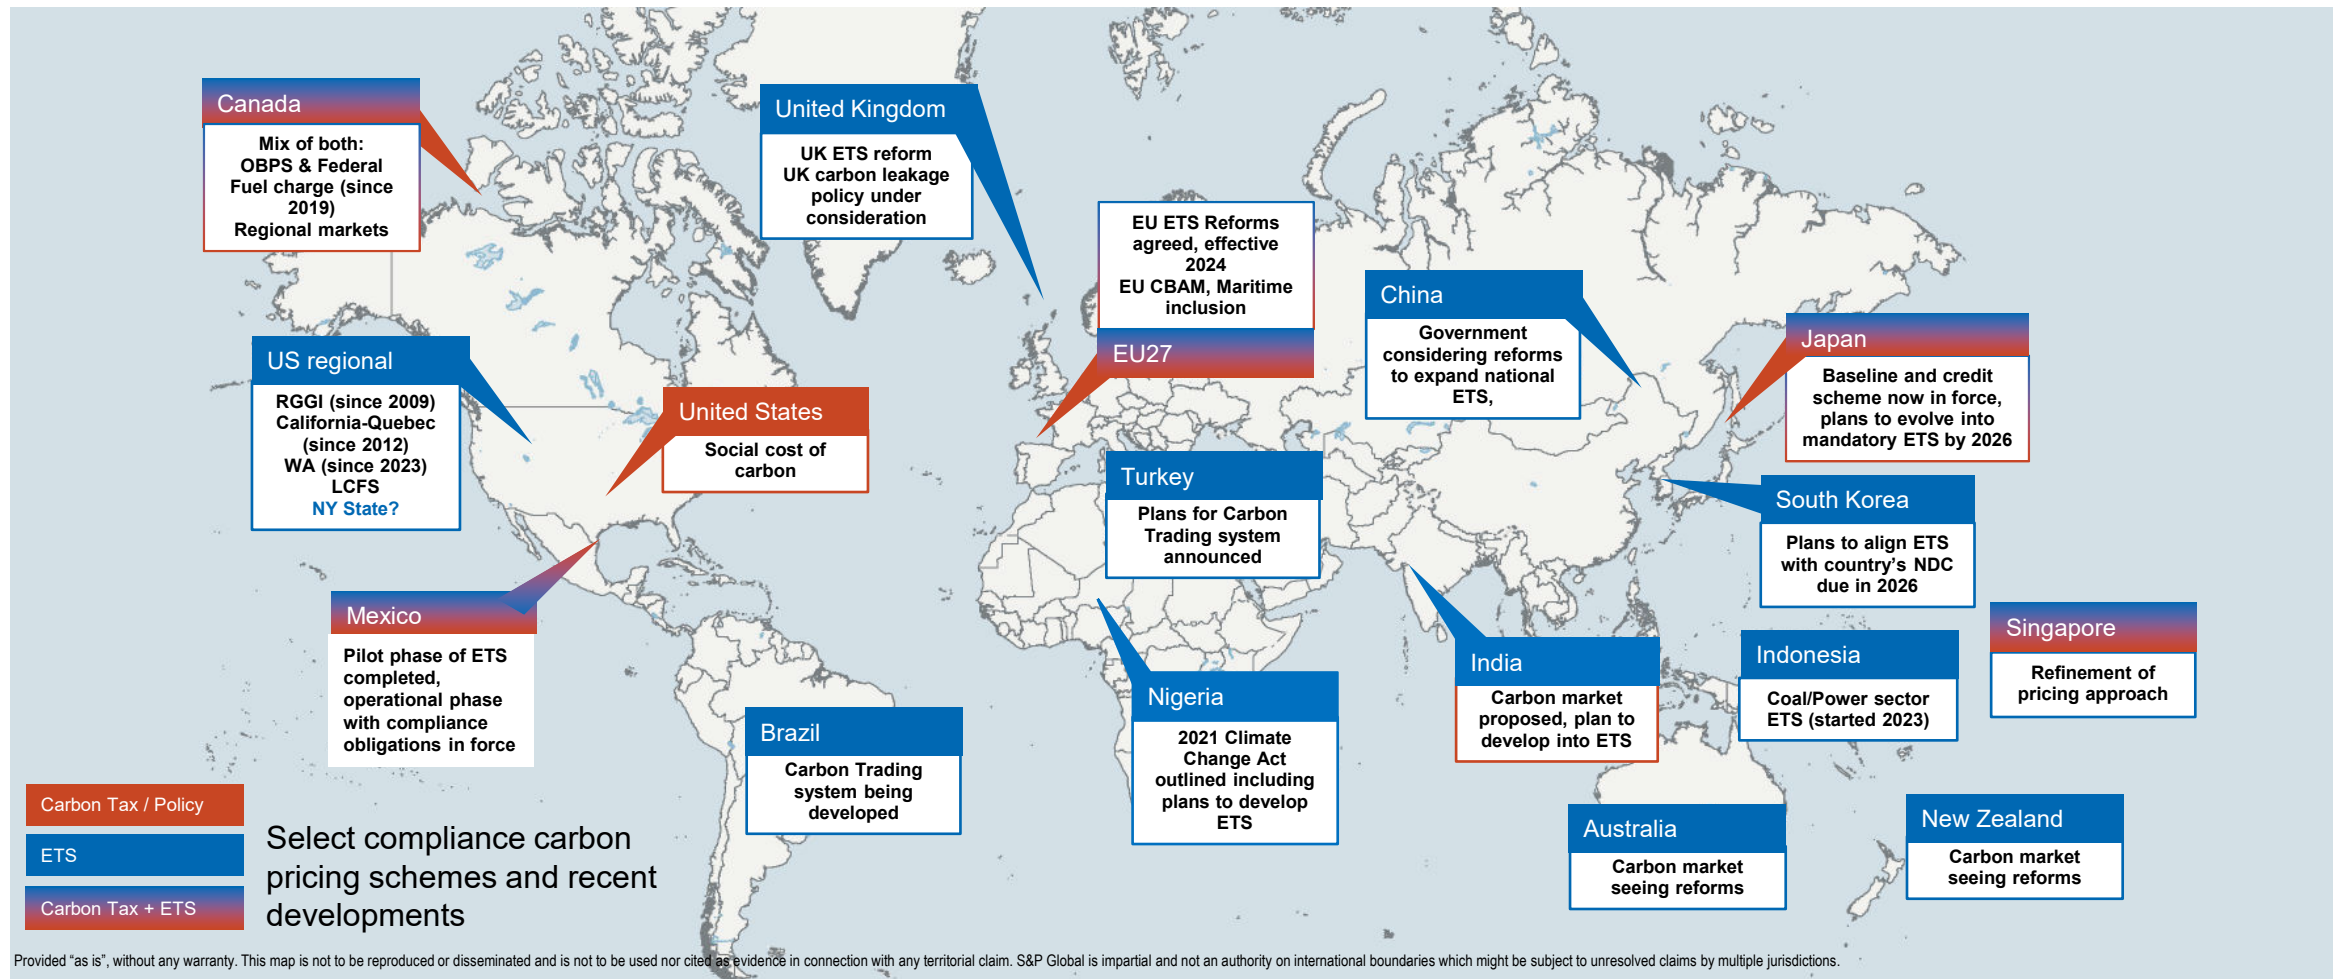 Canada
Mix of both:
OBPS & Federal
Fuel charge (since
2019)
Regional markets
United Kingdom
UK ETS reform
UK carbon leakage
policy under
consideration
EU ETS Reforms
agreed, effective
2024
EU CBAM, Maritime
inclusion
EU27
China
Government
considering reforms
to expand national
ETS,
Japan
Baseline and credit
scheme now in force,
plans to evolve into
mandatory ETS by 2026
US regional
RGGI (since 2009)
California-Quebec
(since 2012)
WA (since 2023)
LCFS
NY State?
United States
Social cost of
carbon
Turkey
Plans for Carbon
Trading system
announced
South Korea
Plans to align ETS
with country’s NDC
due in 2026
Mexico
Pilot phase of ETS
completed,
operational phase
with compliance
obligations in force
Singapore
Refinement of
pricing approach
Indonesia
Coal/Power sector
ETS (started 2023)
India
Carbon market
proposed, plan to
develop into ETS
Nigeria
2021 Climate
Change Act
outlined including
plans to develop
ETS
Brazil
Carbon Trading
system being
developed
Australia
Carbon market
seeing reforms
New Zealand
Carbon market
seeing reforms
Carbon Tax / Policy
ETS
Carbon Tax + ETS
Select compliance carbon
pricing schemes and recent
developments
Provided “as is”, without any warranty. This map is not to be reproduced or disseminated and is not to be used nor cited as evidence in connection with any territorial claim. S&P Global is impartial and not an authority on international boundaries which might be subject to unresolved claims by multiple jurisdictions.